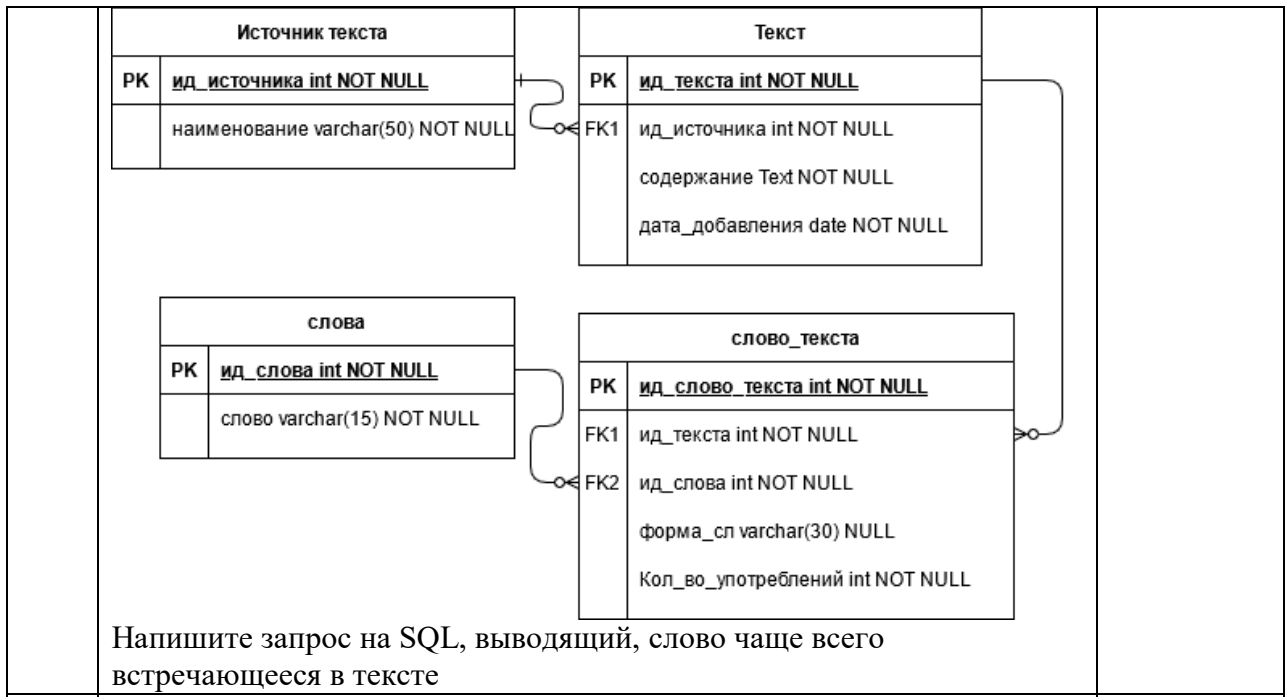 Источник текста
PK ид_источника int NOT NULL
наименование varchar(50) NOT NULL
Текст
PK ид_текста int NOT NULL
FK1 ид_источника int NOT NULL
содержание Text NOT NULL
дата_добавления date NOT NULL
слова
PK ид_слова int NOT NULL
слово varchar(15) NOT NULL
слово_текста
PK ид_слово_текста int NOT NULL
FK1 ид_текста int NOT NULL
FK2 ид_слова int NOT NULL
форма_сл varchar(30) NULL
Кол_во_употреблений int NOT NULL
Напишите запрос на SQL, выводящий, слово чаще всего
встречающееся в тексте